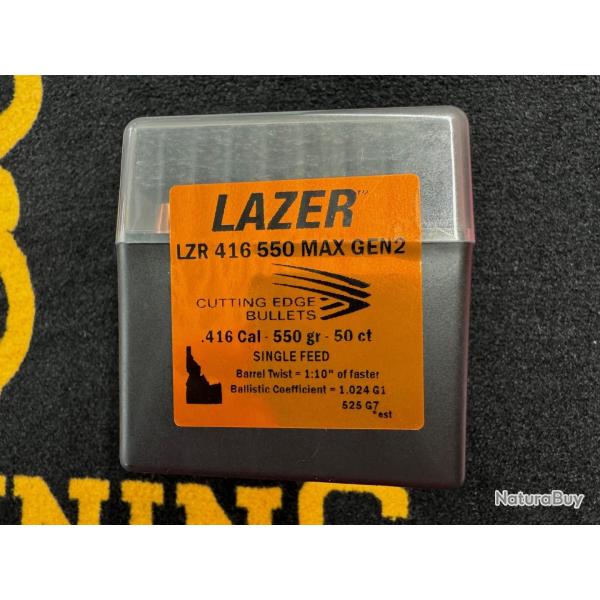 LAZER™
LZR 416 550 MAX GEN2
CUTTING EDGE
BULLETS
.416 Cal - 550 gr - 50 ct
SINGLE FEED
Barrel Twist = 1:10" of faster
Ballistic Coefficient = 1.024 G1
525 G7
*est
NaturaBuy